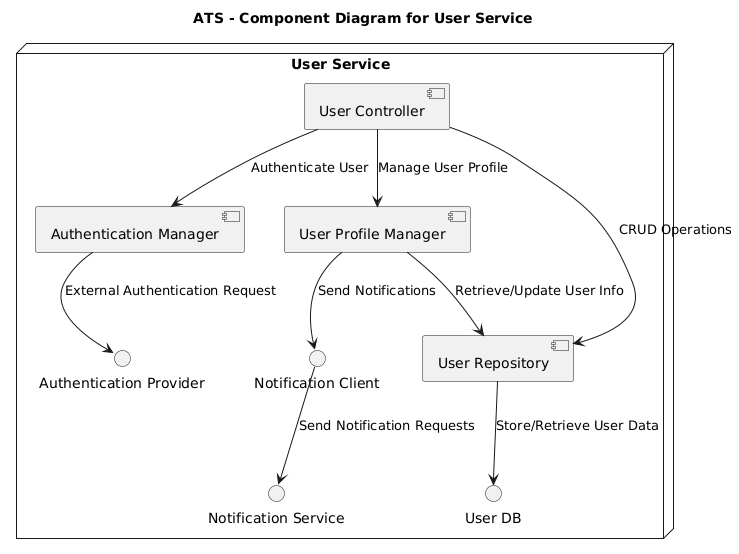 ATS - Component Diagram for User Service
User Service
User Controller
Authenticate User
Manage User Profile
CRUD Operations
Authentication Manager
User Profile Manager
External Authentication Request
Send Notifications
Retrieve/Update User Info
User Repository
Authentication Provider
Notification Client
Send Notification Requests
Store/Retrieve User Data
Notification Service
User DB